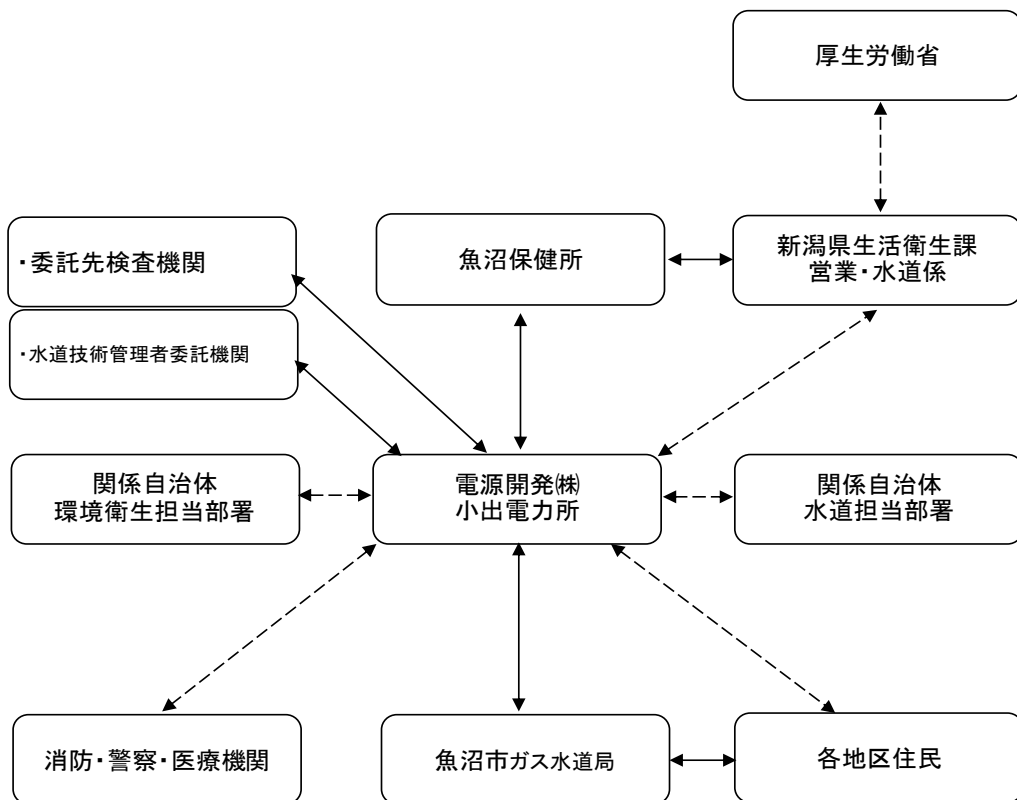 厚生労働省
・委託先検査機関
魚沼保健所
新潟県生活衛生課
営業・水道係
・水道技術管理者委託機関
関係自治体
環境衛生担当部署
電源開発㈱
小出電力所
関係自治体
水道担当部署
消防・警察・医療機関
魚沼市ガス水道局
各地区住民